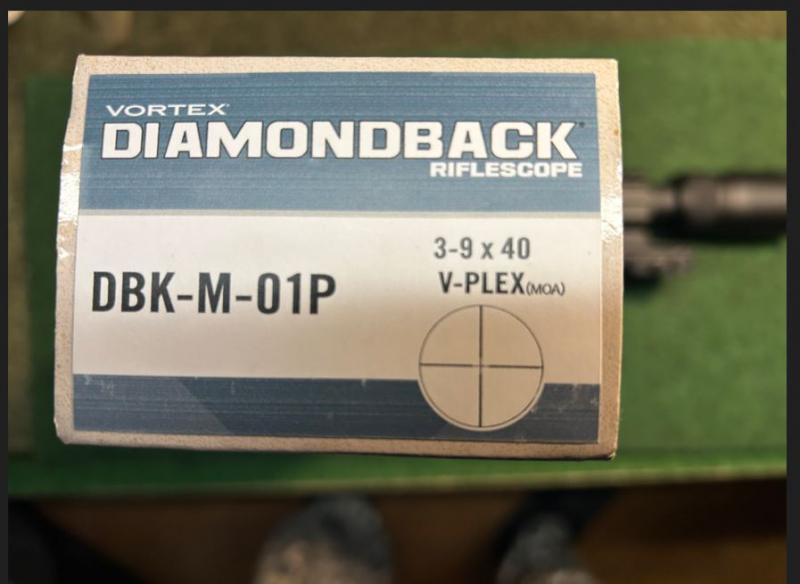 VORTEX
DIAMONDBACK
RIFLESCOPE
3-9 x 40
DBK-M-01P
V-PLEX(MOA)